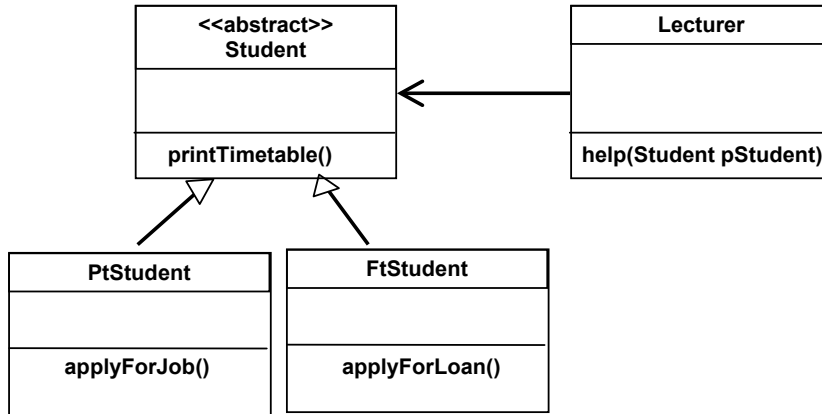 <<abstract>>
Student
printTimetable()
Lecturer
help(Student pStudent)
PtStudent
applyForJob()
FtStudent
applyForLoan()